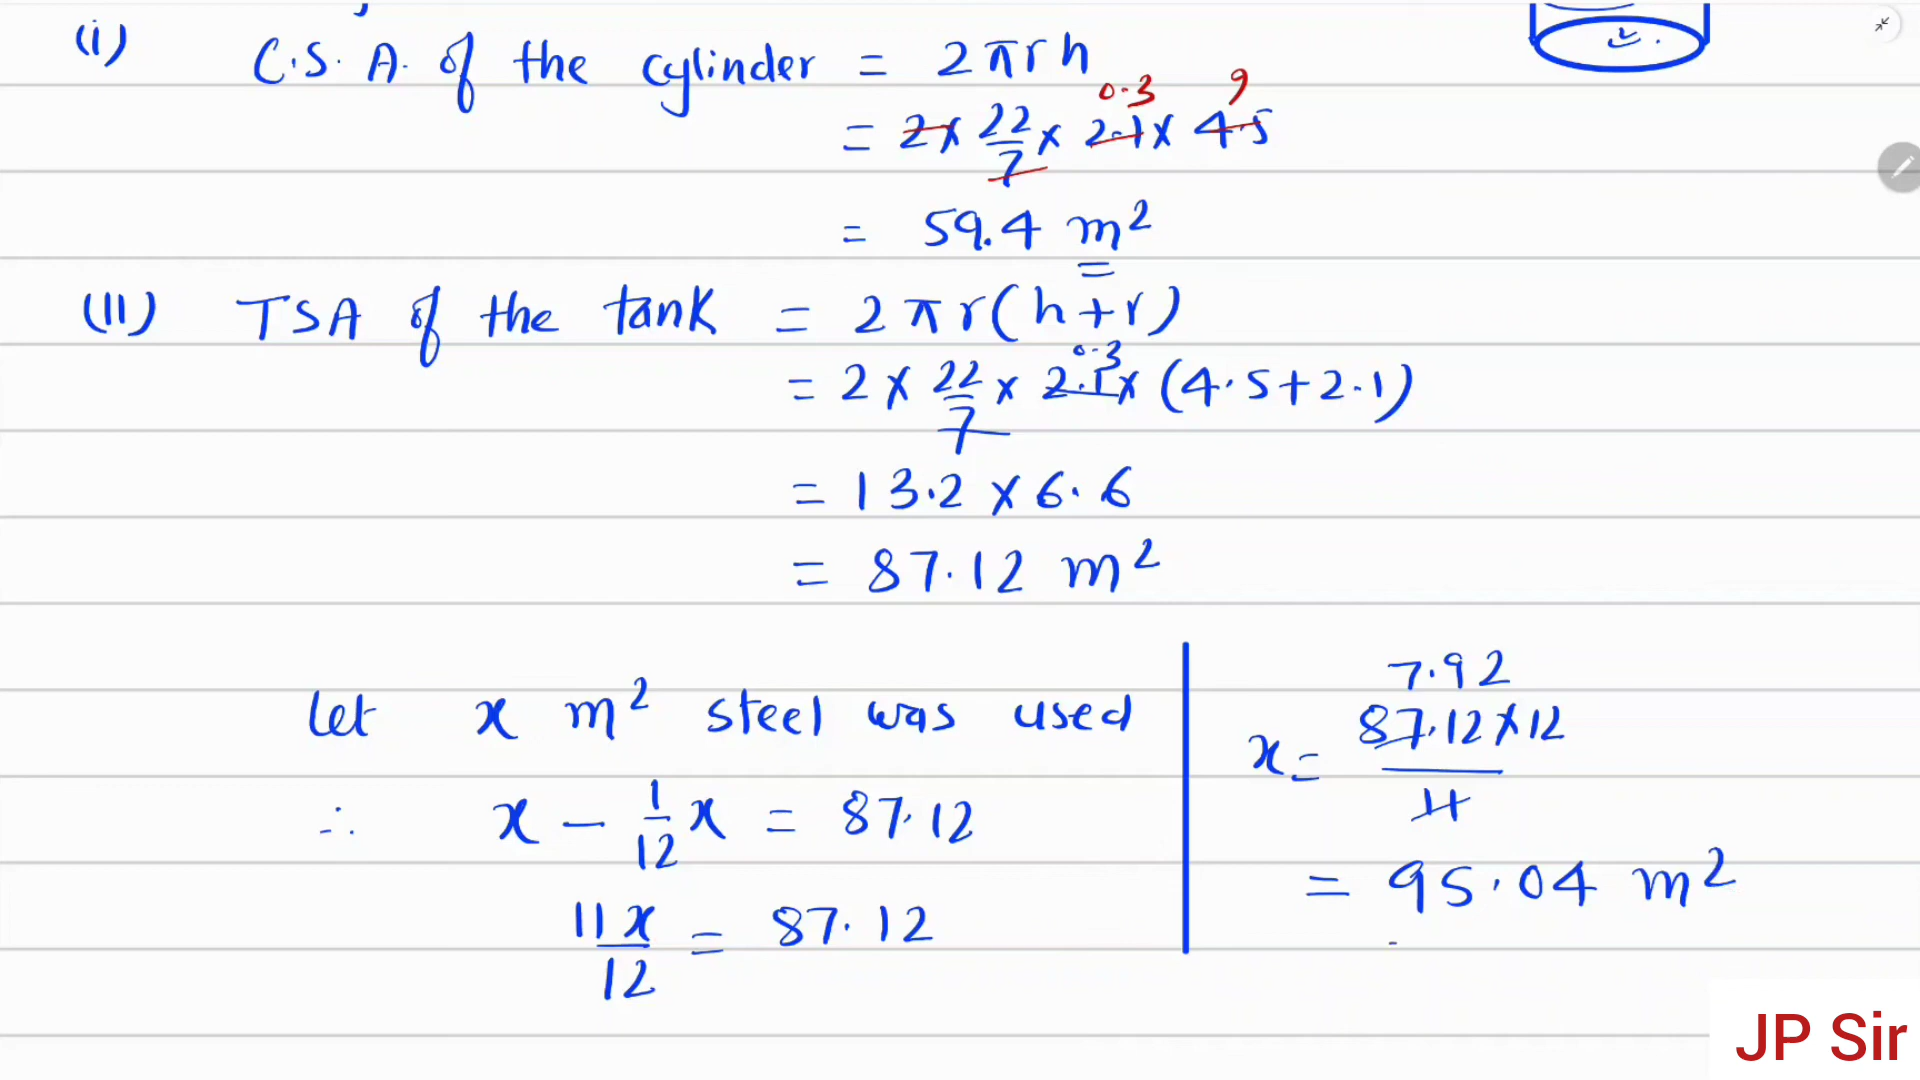 (i) C.S.A. of the cylinder = 2πrh
0.3 9
= 2 × 22/7 × 2.1 × 4.5
= 59.4 m²
(II) TSA of the tank = 2πr(h+r)
0.3
= 2 × 22/7 × 2.1 × (4.5+2.1)
= 13.2 × 6.6
= 87.12 m²
Let x m² steel was used
∴ x − 1/12 x = 87.12
11x/12 = 87.12
7.92
x = 87.12×12/11
= 95.04 m²
JP Sir